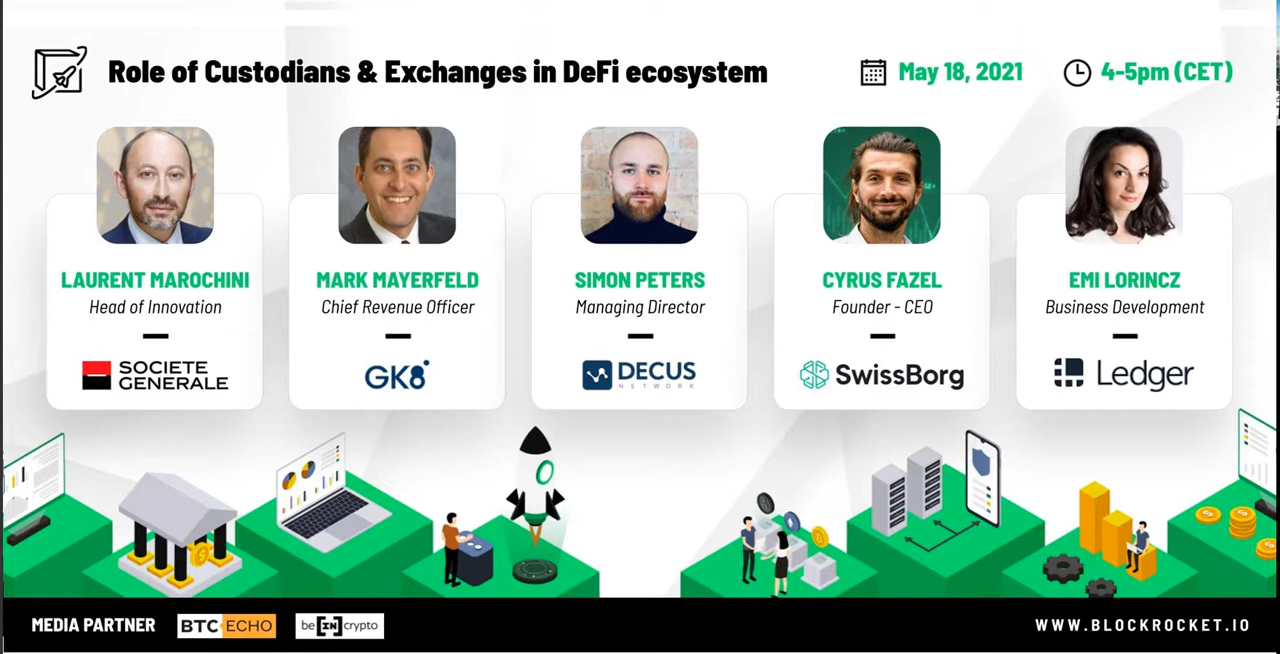 Role of Custodians & Exchanges in DeFi ecosystem
May 18, 2021
4-5pm (CET)
LAURENT MAROCHINI
Head of Innovation
SOCIETE
GENERALE
MARK MAYERFELD
Chief Revenue Officer
GK8
SIMON PETERS
Managing Director
DECUS
NETWORK
CYRUS FAZEL
Founder - CEO
SwissBorg
EMI LORINCZ
Business Development
Ledger
MEDIA PARTNER
BTC ECHO
be[IN]crypto
WWW.BLOCKROCKET.IO